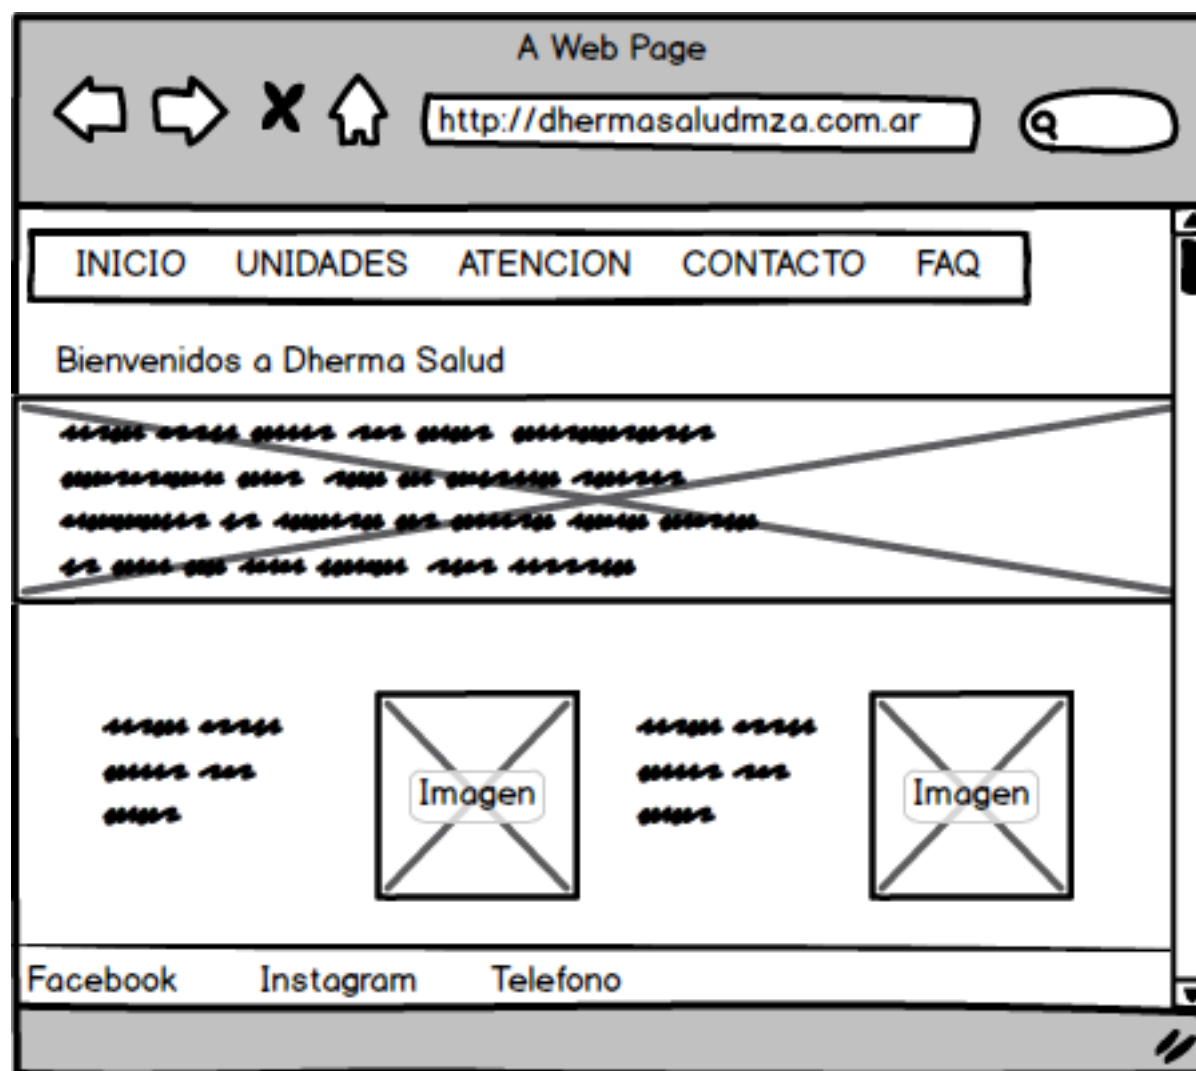 A Web Page
http://dhermasaludmza.com.ar
INICIO UNIDADES ATENCION CONTACTO FAQ
Bienvenidos a Dherma Salud
Imagen Imagen
Facebook Instagram Telefono